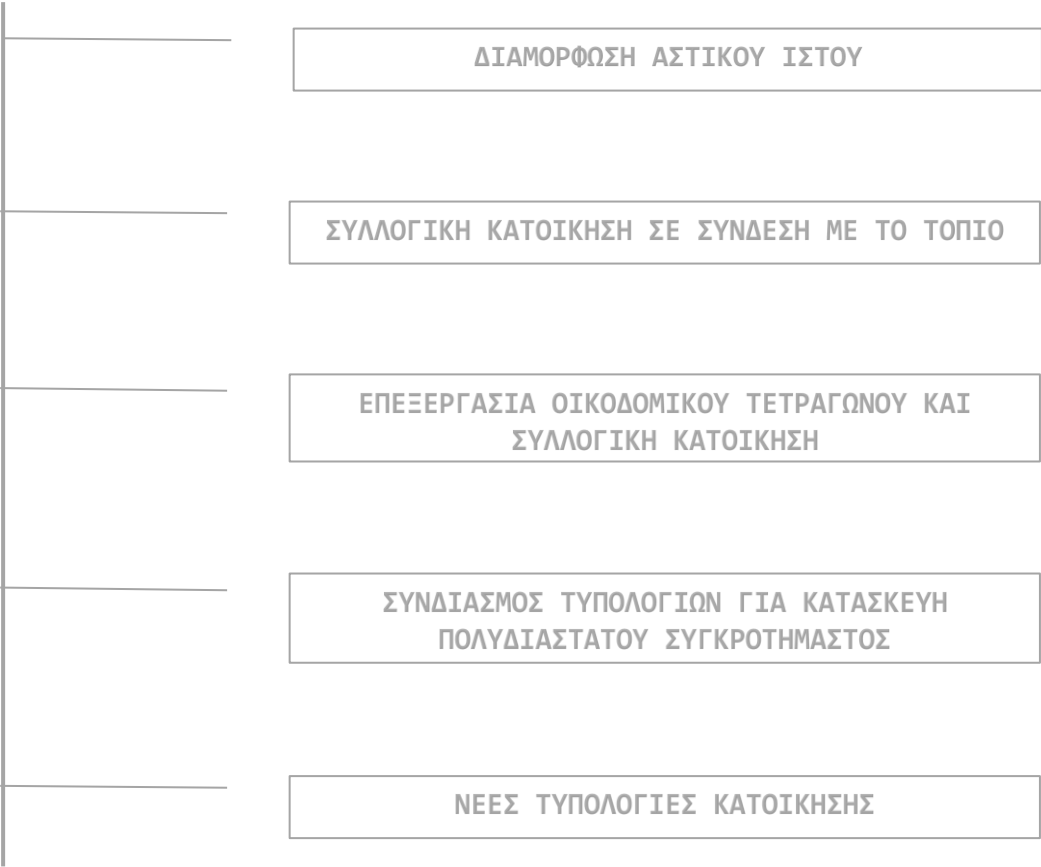 ΔΙΑΜΟΡΦΩΣΗ ΑΣΤΙΚΟΥ ΙΣΤΟΥ
ΣΥΛΛΟΓΙΚΗ ΚΑΤΟΙΚΗΣΗ ΣΕ ΣΥΝΔΕΣΗ ΜΕ ΤΟ ΤΟΠΙΟ
ΕΠΕΞΕΡΓΑΣΙΑ ΟΙΚΟΔΟΜΙΚΟΥ ΤΕΤΡΑΓΩΝΟΥ ΚΑΙ
ΣΥΛΛΟΓΙΚΗ ΚΑΤΟΙΚΗΣΗ
ΣΥΝΔΙΑΣΜΟΣ ΤΥΠΟΛΟΓΙΩΝ ΓΙΑ ΚΑΤΑΣΚΕΥΗ
ΠΟΛΥΔΙΑΣΤΑΤΟΥ ΣΥΓΚΡΟΤΗΜΑΣΤΟΣ
ΝΕΕΣ ΤΥΠΟΛΟΓΙΕΣ ΚΑΤΟΙΚΗΣΗΣ